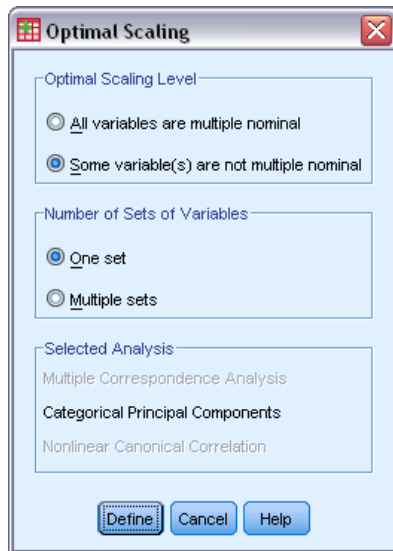 Optimal Scaling
Optimal Scaling Level
All variables are multiple nominal
Some variable(s) are not multiple nominal
Number of Sets of Variables
One set
Multiple sets
Selected Analysis
Multiple Correspondence Analysis
Categorical Principal Components
Nonlinear Canonical Correlation
Define Cancel Help